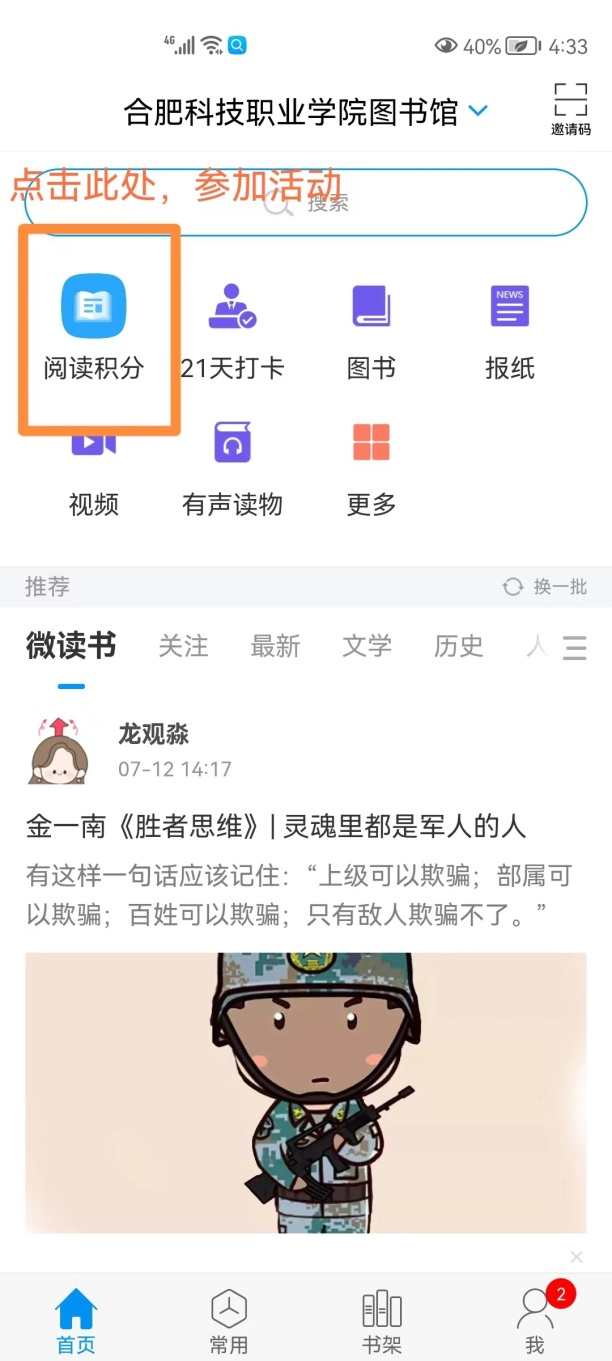 4G 40% 4:33
合肥科技职业学院图书馆
邀请码
点击此处，参加活动
搜索
NEWS
阅读积分 21天打卡 图书 报纸
视频 有声读物 更多
推荐 换一批
微读书 关注 最新 文学 历史 人
龙观淼
07-12 14:17
金一南《胜者思维》| 灵魂里都是军人的人
有这样一句话应该记住：“上级可以欺骗；部属可
以欺骗；百姓可以欺骗；只有敌人欺骗不了。”
2
首页 常用 书架 我